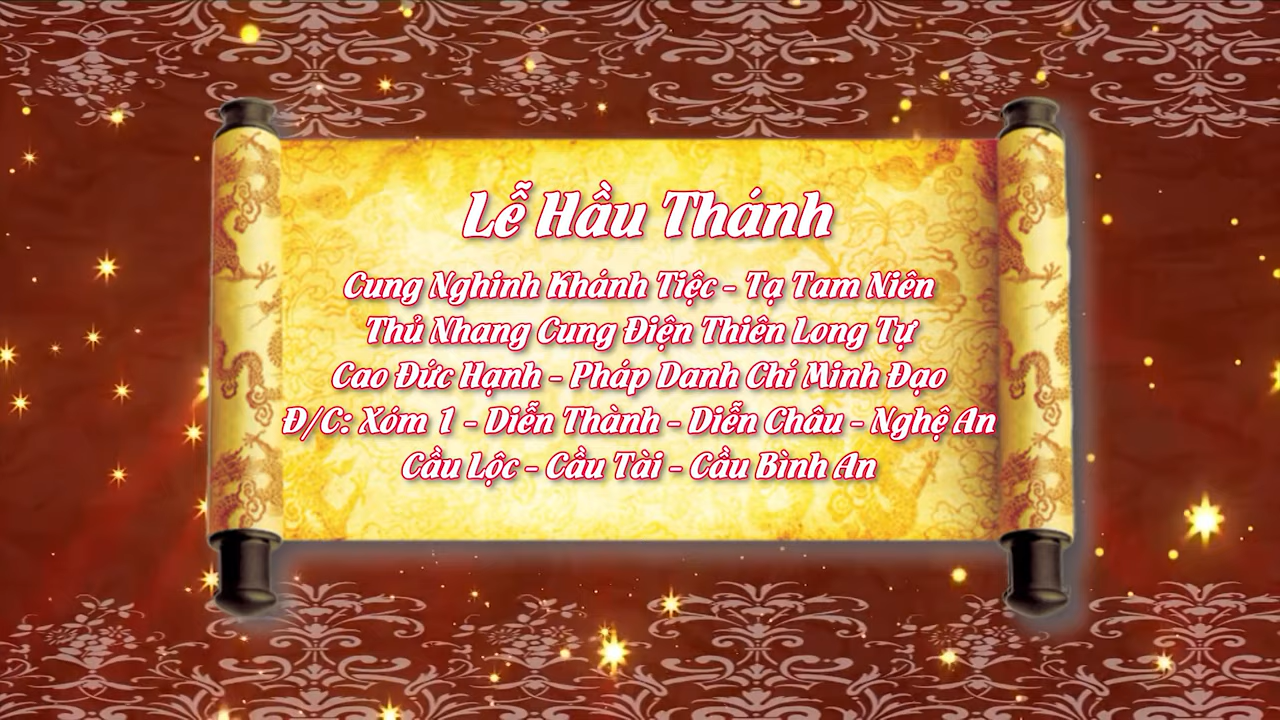 Lễ Hầu Thánh
Cung Nghinh Khánh Tiệc - Tạ Tam Niên
Thủ Nhang Cung Điện Thiên Long Tự
Cao Đức Hạnh - Pháp Danh Chí Minh Đạo
Đ/C: Xóm 1 - Diễn Thành - Diễn Châu - Nghệ An
Cầu Lộc - Cầu Tài - Cầu Bình An